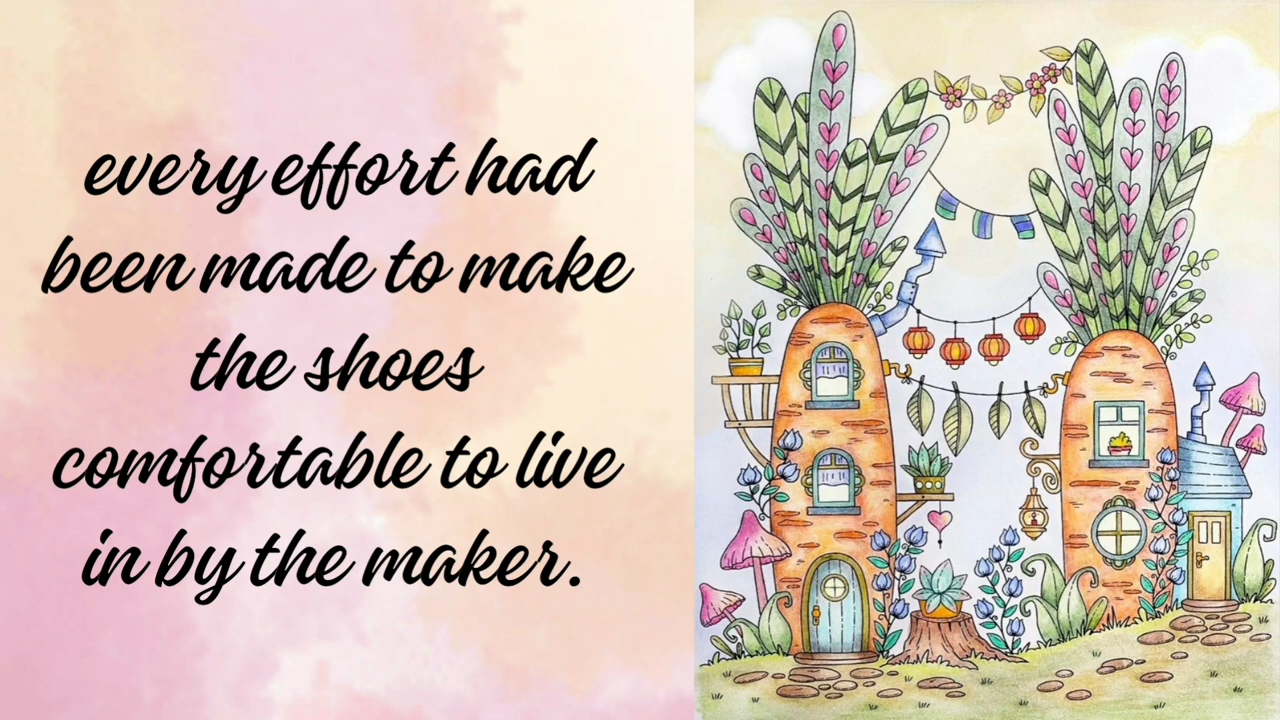 every effort had
been made to make
the shoes
comfortable to live
in by the maker.